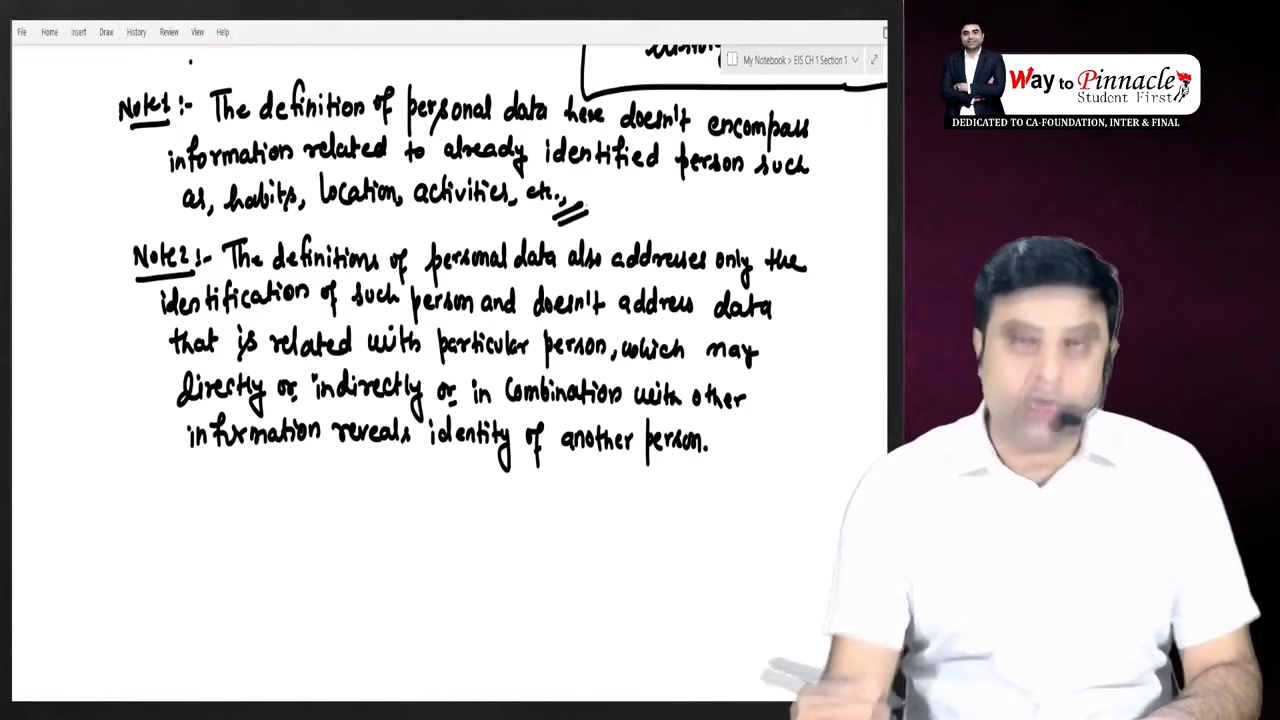 File Home Insert Draw History Review View Help
My Notebook > EIS CH 1 Section 1
Way to Pinnacle
Student First
DEDICATED TO CA-FOUNDATION, INTER & FINAL
Note1 :- The definition of personal data here doesn't encompass
information related to already identified person such
as, habits, location, activities, etc.,
Note2 :- The definitions of personal data also addresses only the
identification of such person and doesn't address data
that is related with particular person, which may
directly or indirectly or in combination with other
information reveals identity of another person.